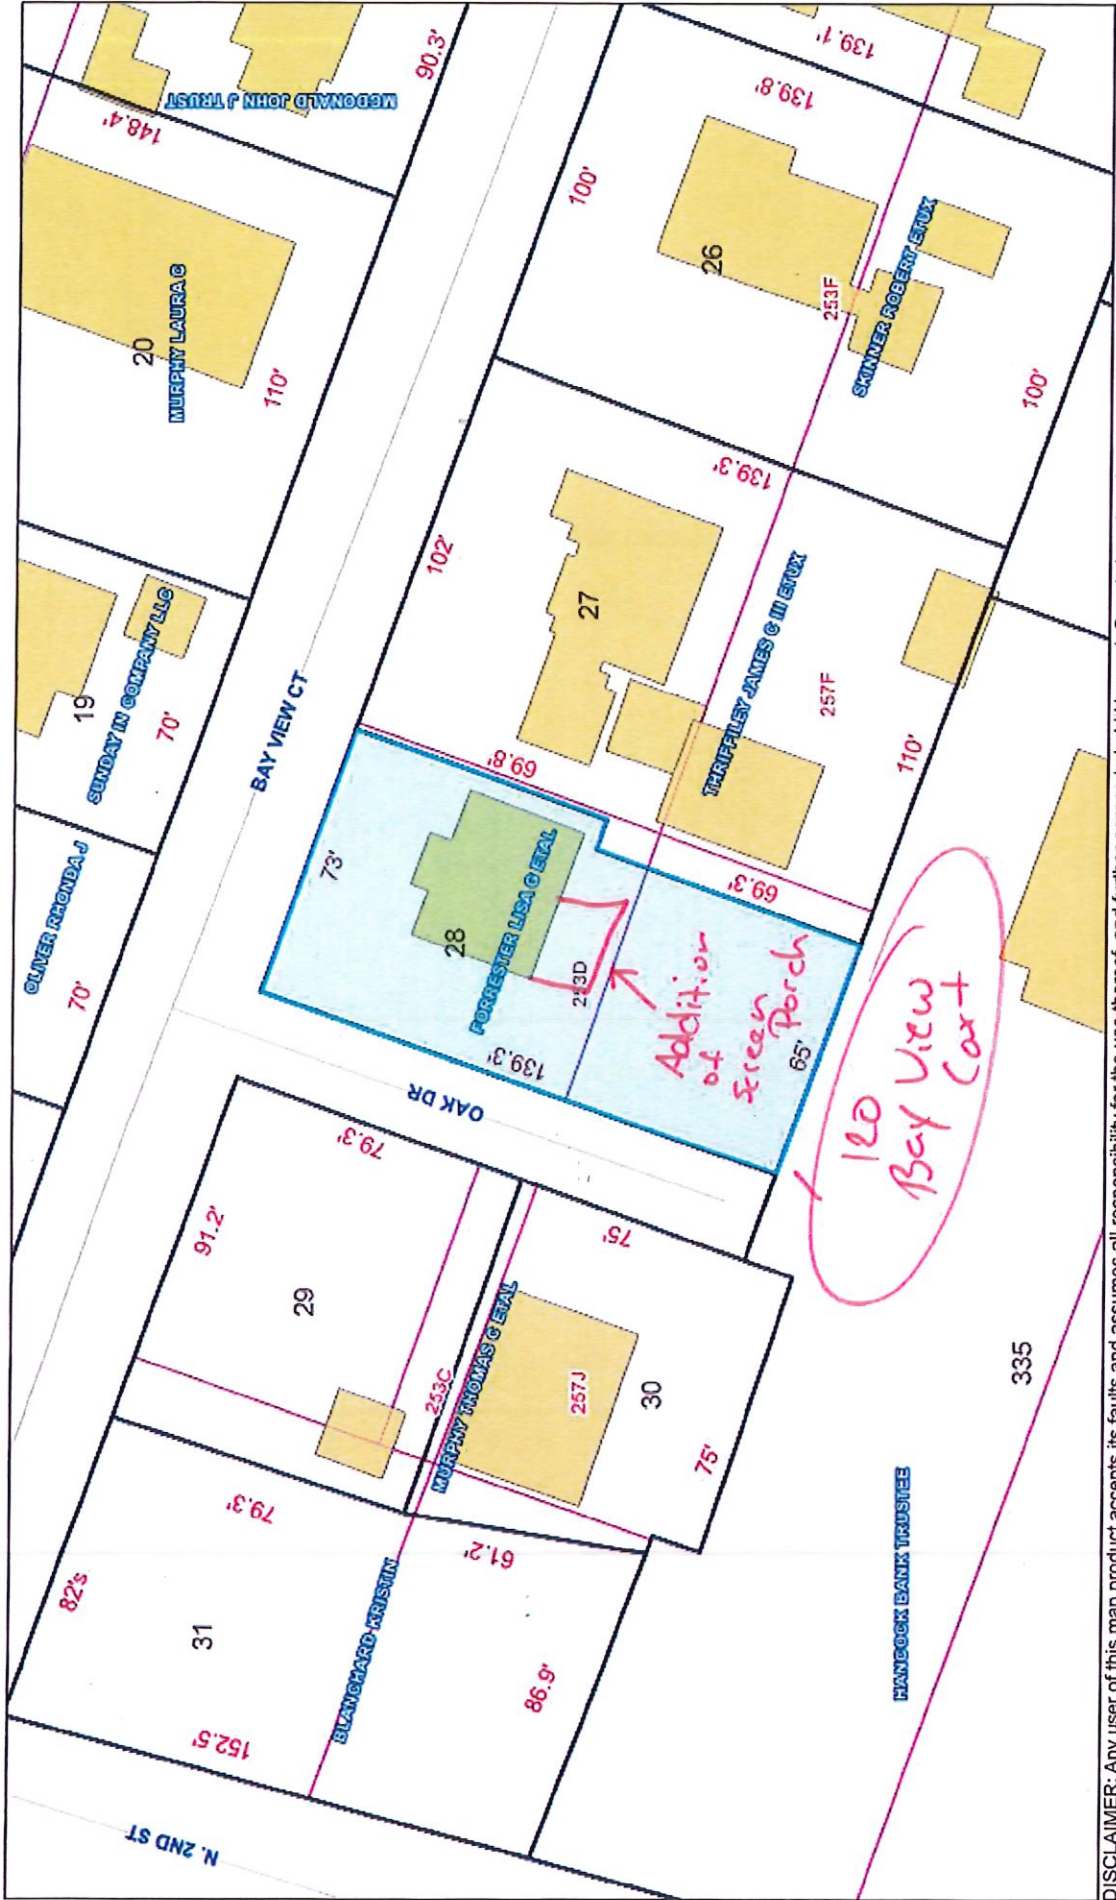 N. 2ND ST
152.5'
82's
31
BLANCHARD KRISTIN
86.9'
79.3'
61.2'
91.2'
29
79.3'
253C
MURPHY THOMAS C ETAL
257J
30
75'
75'
HANCOCK BANK TRUSTEE
335
OAK DR
BAY VIEW CT
OLIVER RHONDA J
70'
19
SUNDAY IN COMPANY LLC
70'
20
MURPHY LAURA C
110'
148.4'
MCDONALD JOHN J TRUST
90.3'
73'
28
FORRESTER LISA C ETAL
139.3'
253D
69.8'
69.3'
65'
Addition
of
Screen
Porch
120
Bay View
Cort
102'
27
139.3'
THRIFFILEY JAMES C III ETUX
257F
110'
100'
26
253F
SKINNER ROBERT ETUX
100'
139.8'
139.1'
DISCLAIMER: Any user of this map product accepts its faults and assumes all responsibility for the use thereof, and further